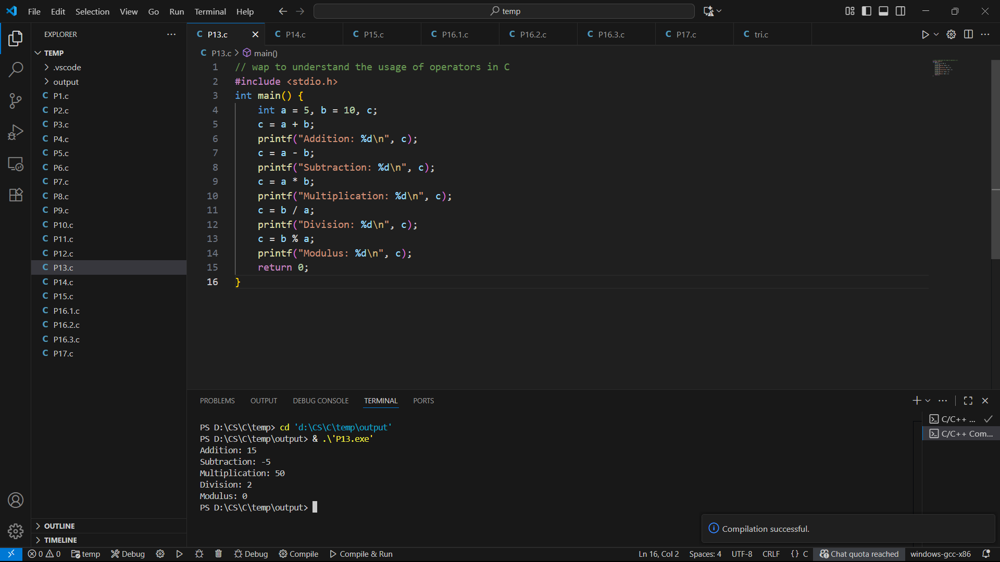 File Edit Selection View Go Run Terminal Help
temp
EXPLORER
TEMP
.vscode
output
C P1.c
C P2.c
C P3.c
C P4.c
C P5.c
C P6.c
C P7.c
C P8.c
C P9.c
C P10.c
C P11.c
C P12.c
C P13.c
C P14.c
C P15.c
C P16.1.c
C P16.2.c
C P16.3.c
C P17.c
OUTLINE
TIMELINE
C P13.c C P14.c C P15.c C P16.1.c C P16.2.c C P16.3.c C P17.c C tri.c
C P13.c > main()
1 // wap to understand the usage of operators in C
2 #include <stdio.h>
3 int main() {
4 int a = 5, b = 10, c;
5 c = a + b;
6 printf("Addition: %d\n", c);
7 c = a - b;
8 printf("Subtraction: %d\n", c);
9 c = a * b;
10 printf("Multiplication: %d\n", c);
11 c = b / a;
12 printf("Division: %d\n", c);
13 c = b % a;
14 printf("Modulus: %d\n", c);
15 return 0;
16 }
PROBLEMS OUTPUT DEBUG CONSOLE TERMINAL PORTS
PS D:\CS\C\temp> cd 'd:\CS\C\temp\output'
PS D:\CS\C\temp\output> & .\'P13.exe'
Addition: 15
Subtraction: -5
Multiplication: 50
Division: 2
Modulus: 0
PS D:\CS\C\temp\output>
C/C++ ...
C/C++ Com...
Compilation successful.
0 0 temp Debug Debug Compile Compile & Run Ln 16, Col 2 Spaces: 4 UTF-8 CRLF {} C Chat quota reached windows-gcc-x86